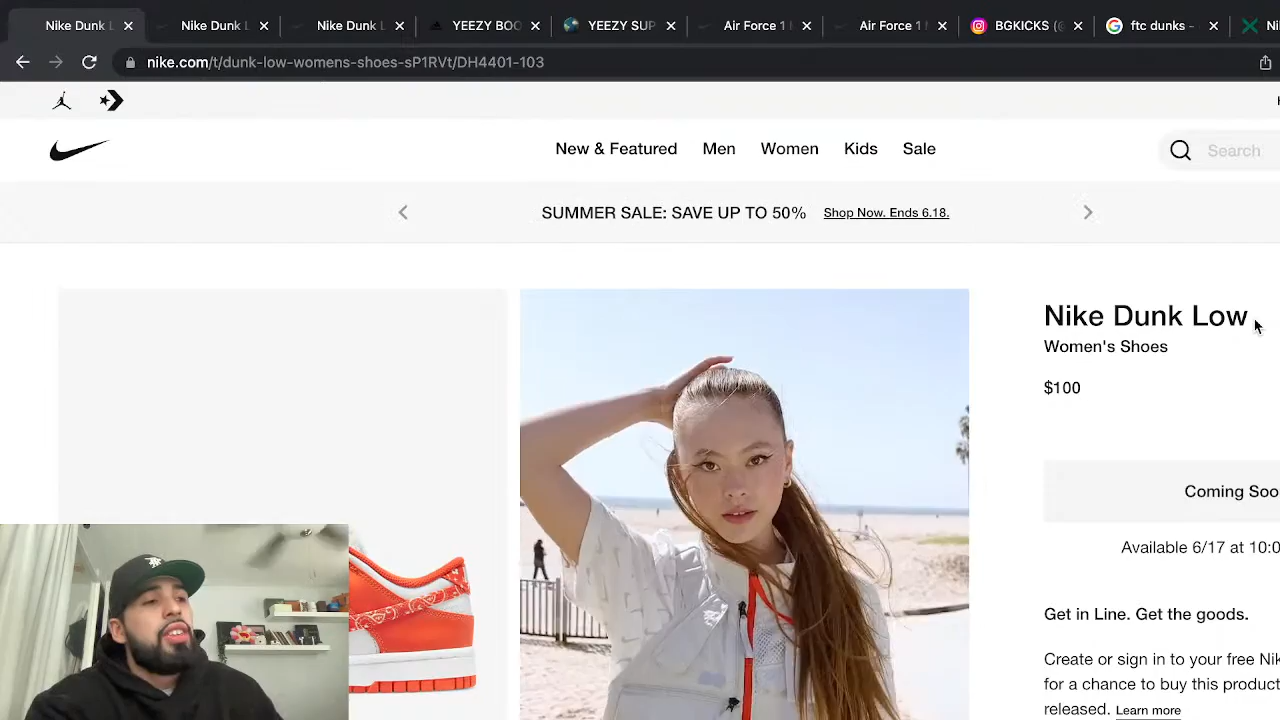 Nike Dunk L
Nike Dunk L
Nike Dunk L
YEEZY BOO
YEEZY SUP
Air Force 1
Air Force 1
BGKICKS (
ftc dunks -
nike.com/t/dunk-low-womens-shoes-sP1RVt/DH4401-103
New & Featured Men Women Kids Sale
Search
SUMMER SALE: SAVE UP TO 50% Shop Now. Ends 6.18.
Nike Dunk Low
Women's Shoes
$100
Coming Soo
Available 6/17 at 10:0
Get in Line. Get the goods.
Create or sign in to your free Nik
for a chance to buy this product
released. Learn more